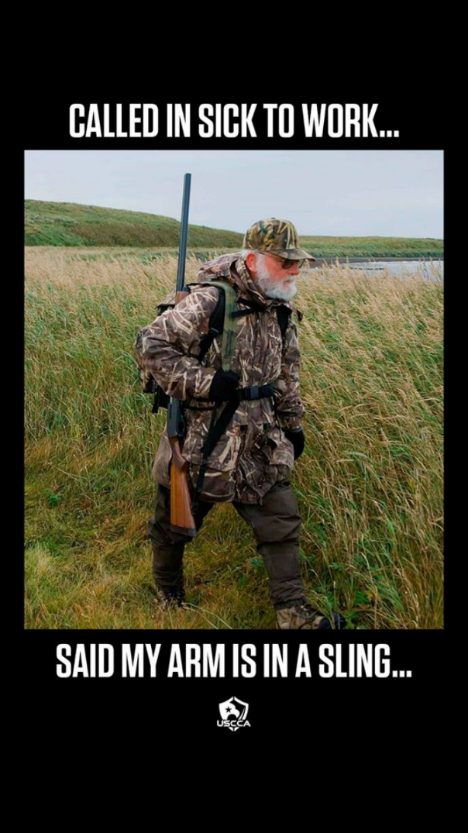 CALLED IN SICK TO WORK...
SAID MY ARM IS IN A SLING...
USCCA